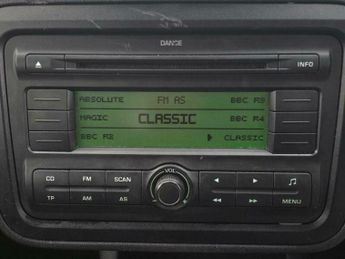 DANCE
INFO
ABSOLUTE FM AS BBC R3
MAGIC CLASSIC BBC R4
BBC R2 CLASSIC
CD FM SCAN VOL
TP AM AS MENU